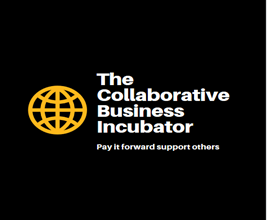 The
Collaborative
Business
Incubator
Pay it forward support others